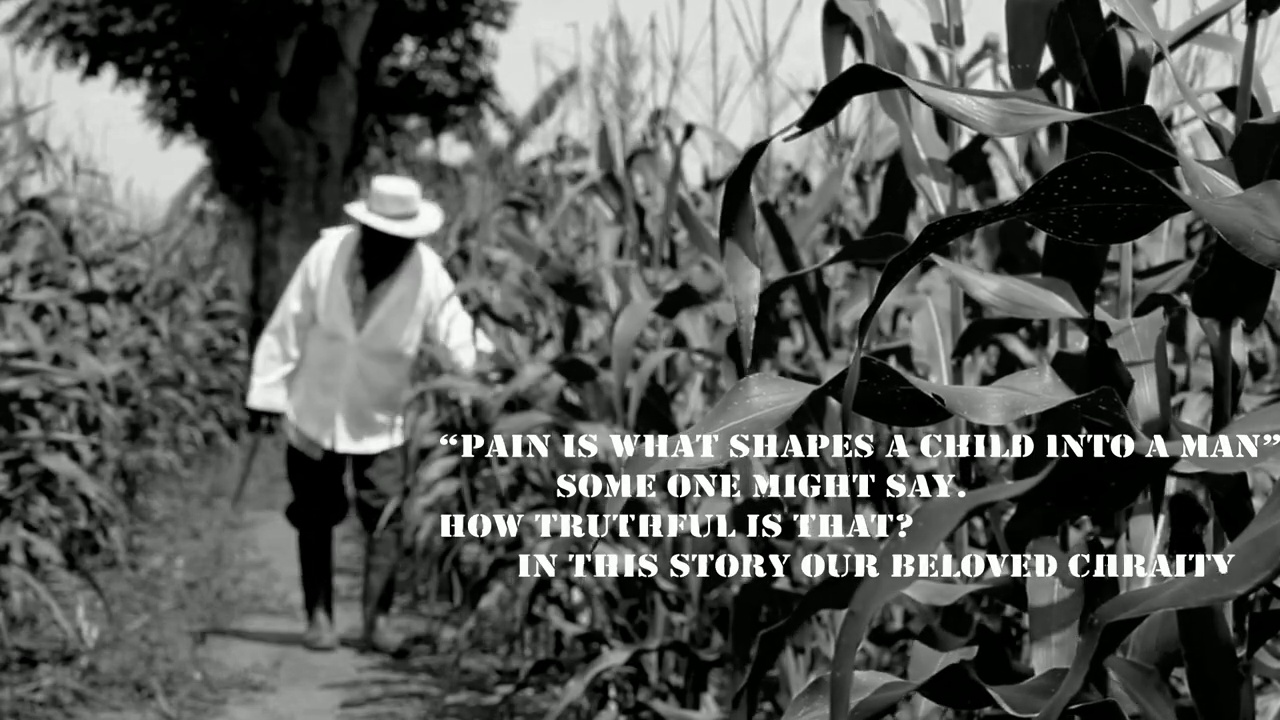 “PAIN IS WHAT SHAPES A CHILD INTO A MAN”
SOME ONE MIGHT SAY.
HOW TRUTHFUL IS THAT?
IN THIS STORY OUR BELOVED CHRAITY